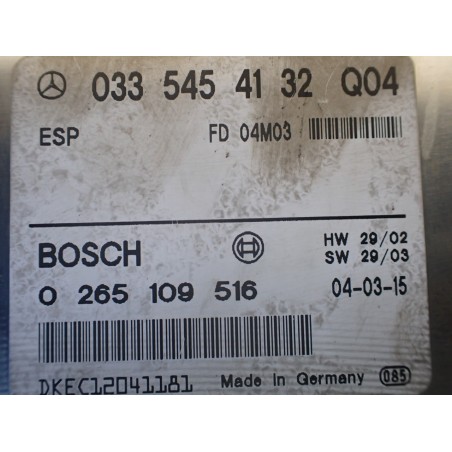 033 545 41 32 Q04
ESP FD 04M03
BOSCH HW 29/02
SW 29/03
0 265 109 516 04-03-15
DKEC12041181 Made in Germany 085